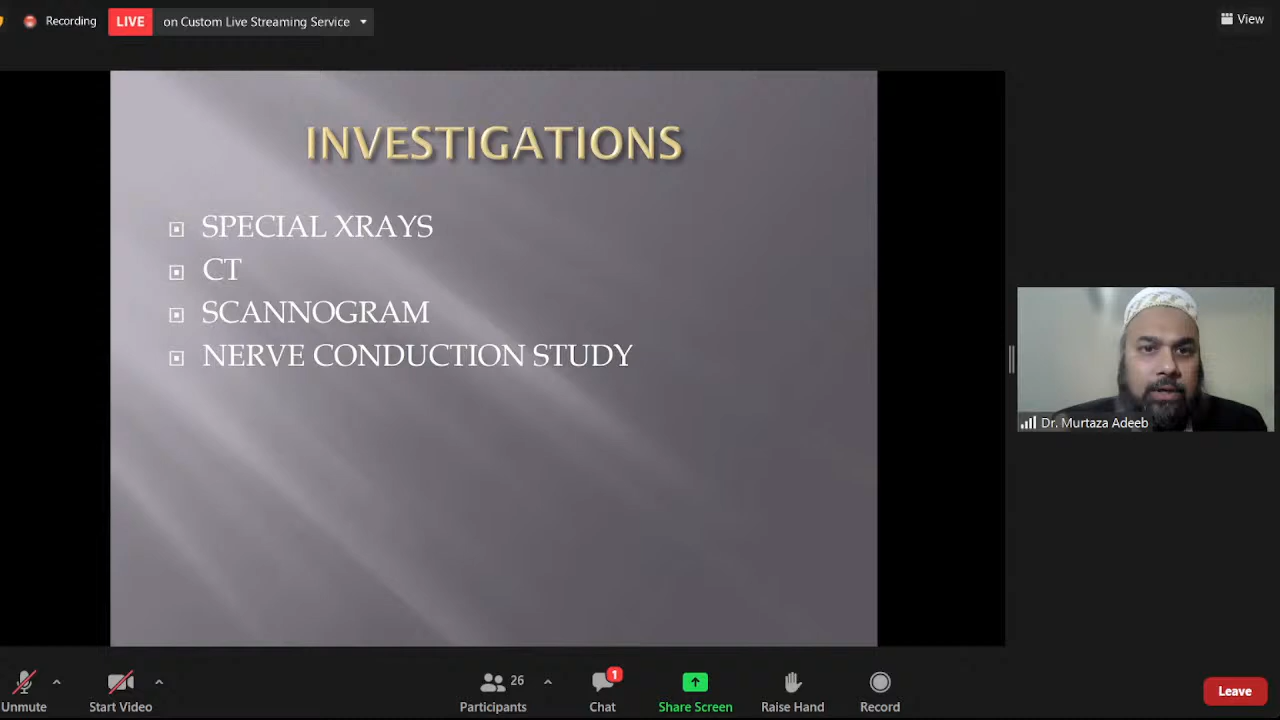 Recording
LIVE
on Custom Live Streaming Service
View
INVESTIGATIONS
SPECIAL XRAYS
CT
SCANNOGRAM
NERVE CONDUCTION STUDY
Dr. Murtaza Adeeb
Unmute
Start Video
26
Participants
1
Chat
Share Screen
Raise Hand
Record
Leave